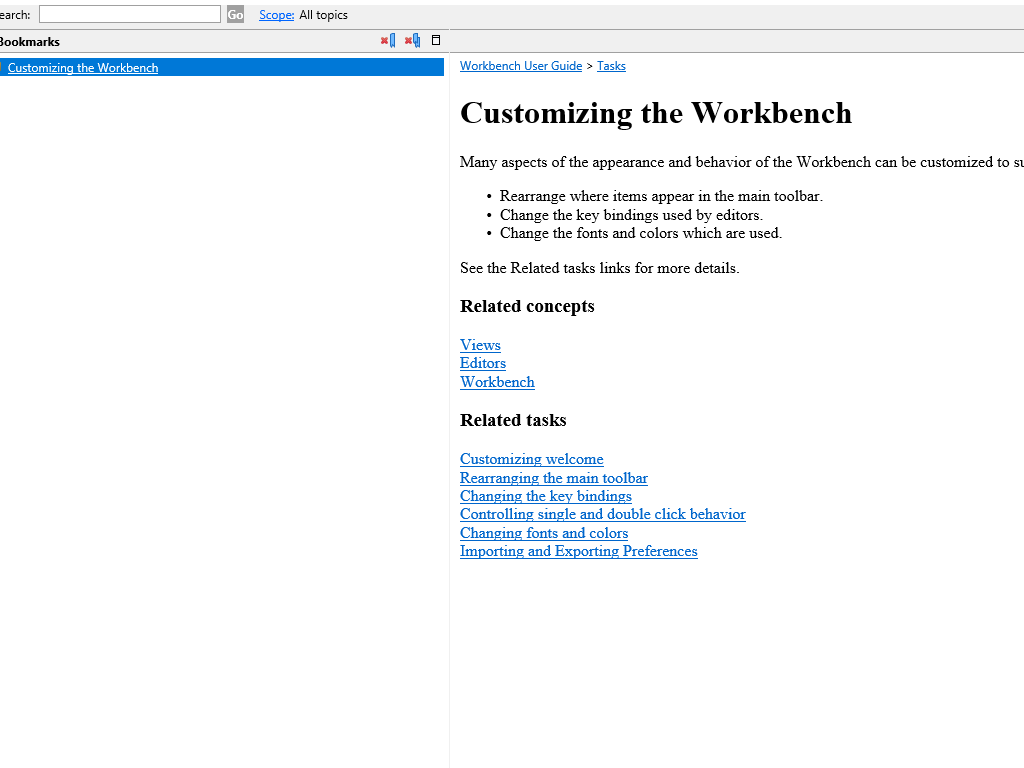 earch: Go Scope: All topics
Bookmarks
Customizing the Workbench
Workbench User Guide > Tasks
Customizing the Workbench
Many aspects of the appearance and behavior of the Workbench can be customized to su
• Rearrange where items appear in the main toolbar.
• Change the key bindings used by editors.
• Change the fonts and colors which are used.
See the Related tasks links for more details.
Related concepts
Views
Editors
Workbench
Related tasks
Customizing welcome
Rearranging the main toolbar
Changing the key bindings
Controlling single and double click behavior
Changing fonts and colors
Importing and Exporting Preferences